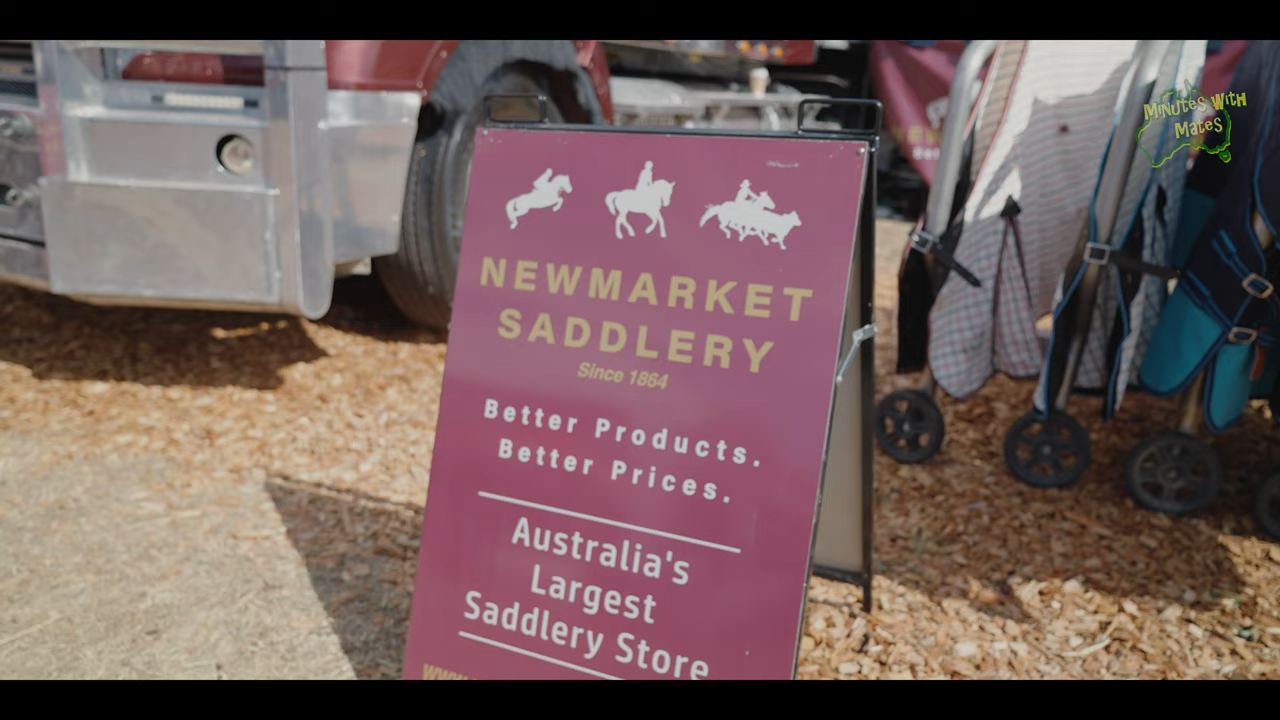 MINUTES WITH
MATES
NEWMARKET
SADDLERY
Since 1864
Better Products.
Better Prices.
Australia's
Largest
Saddlery Store